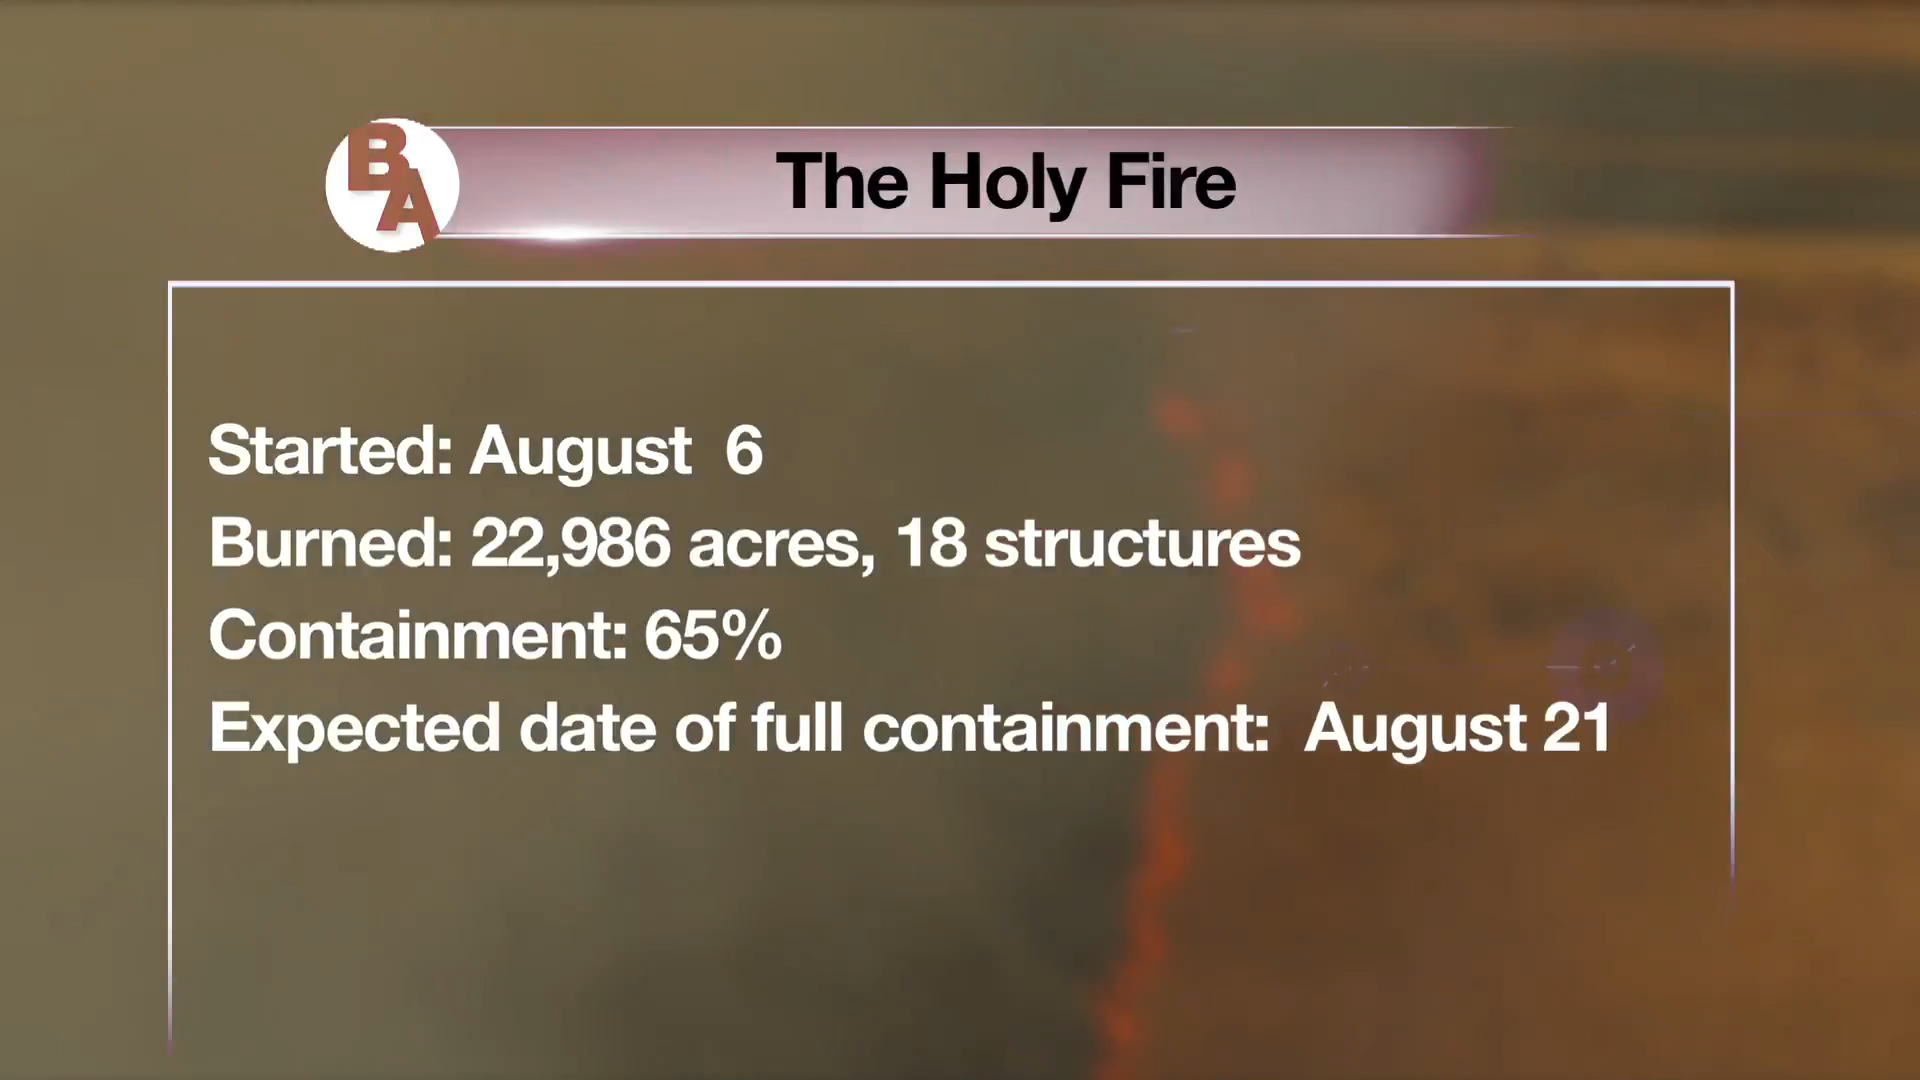 BA
The Holy Fire
Started: August  6
Burned: 22,986 acres, 18 structures
Containment: 65%
Expected date of full containment:  August 21